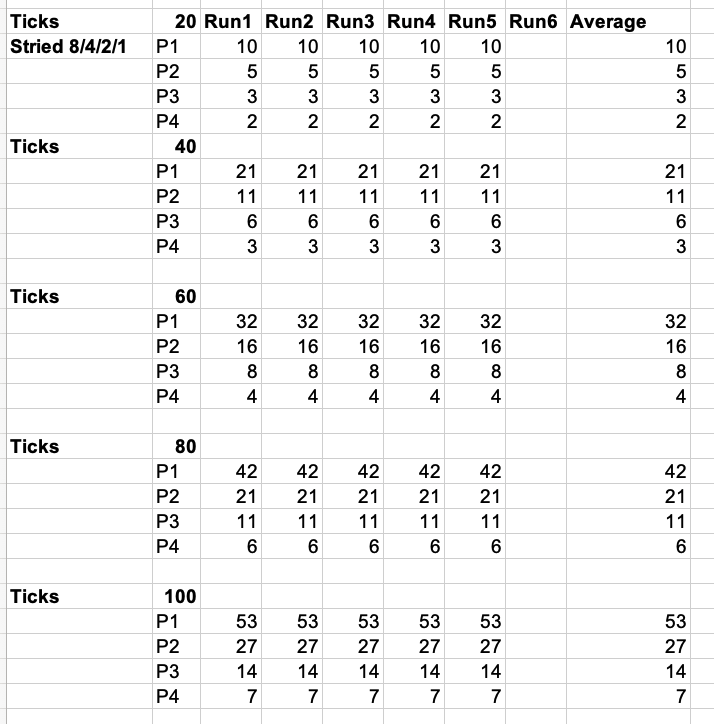 Ticks 20 Run1 Run2 Run3 Run4 Run5 Run6 Average
Stried 8/4/2/1 P1 10 10 10 10 10 10
P2 5 5 5 5 5 5
P3 3 3 3 3 3 3
P4 2 2 2 2 2 2
Ticks 40
P1 21 21 21 21 21 21
P2 11 11 11 11 11 11
P3 6 6 6 6 6 6
P4 3 3 3 3 3 3
Ticks 60
P1 32 32 32 32 32 32
P2 16 16 16 16 16 16
P3 8 8 8 8 8 8
P4 4 4 4 4 4 4
Ticks 80
P1 42 42 42 42 42 42
P2 21 21 21 21 21 21
P3 11 11 11 11 11 11
P4 6 6 6 6 6 6
Ticks 100
P1 53 53 53 53 53 53
P2 27 27 27 27 27 27
P3 14 14 14 14 14 14
P4 7 7 7 7 7 7